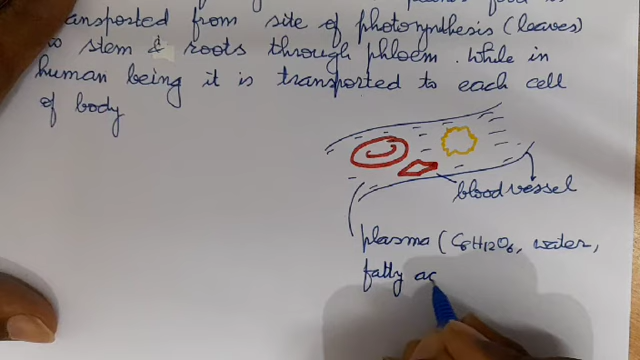 transported from site of photosynthesis (leaves)
to stem & roots through phloem. While in
human being it is transported to each cell
of body
blood vessel
plasma (C6H12O6, water,
fatty ac